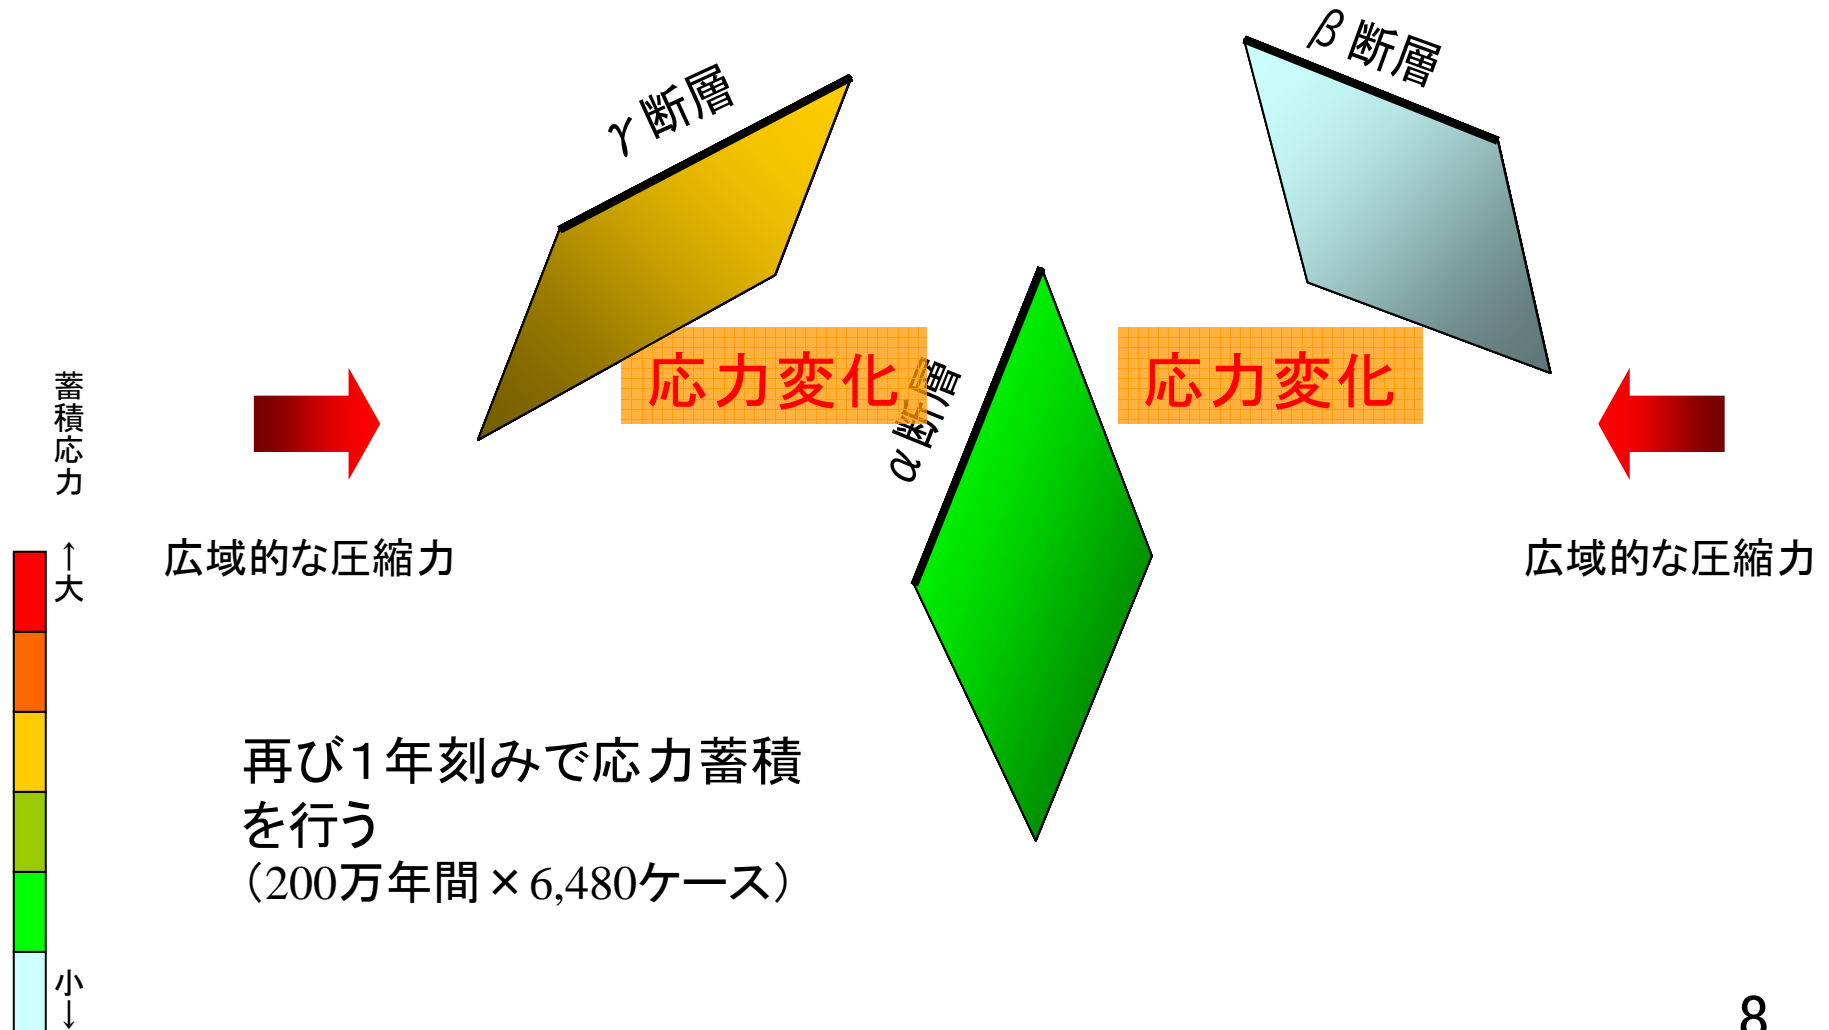 γ断層
β断層
応力変化
応力変化
α断層
蓄積応力
↑大
小↓
広域的な圧縮力
広域的な圧縮力
再び1年刻みで応力蓄積
を行う
（200万年間×6,480ケース）
8